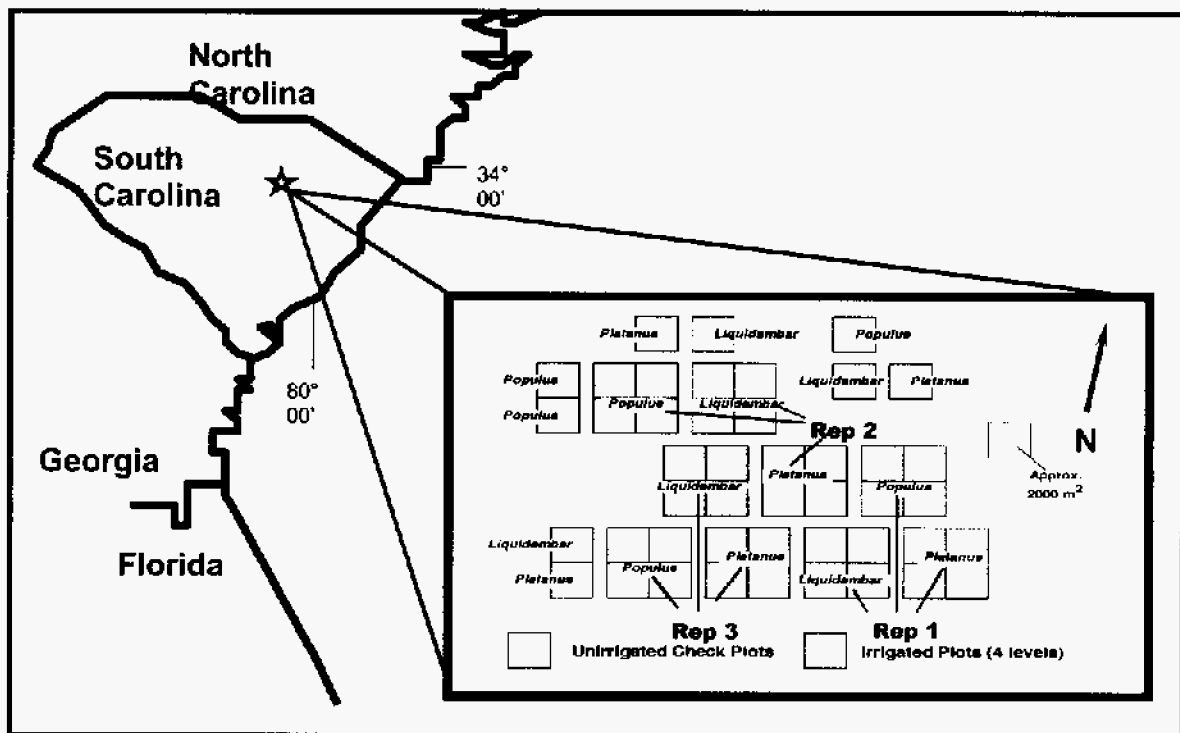 North
Carolina
South
Carolina
34°
00'
80°
00'
Georgia
Florida
Platanus
Liquidambar
Populus
Populus
Liquidambar
Platanus
Populus
Populus
Liquidambar
Rep 2
N
Liquidambar
Platanus
Populus
Approx.
2000 m²
Liquidambar
Platanus
Populus
Platanus
Liquidambar
Platanus
Rep 3
Rep 1
Unirrigated Check Plots
Irrigated Plots (4 levels)